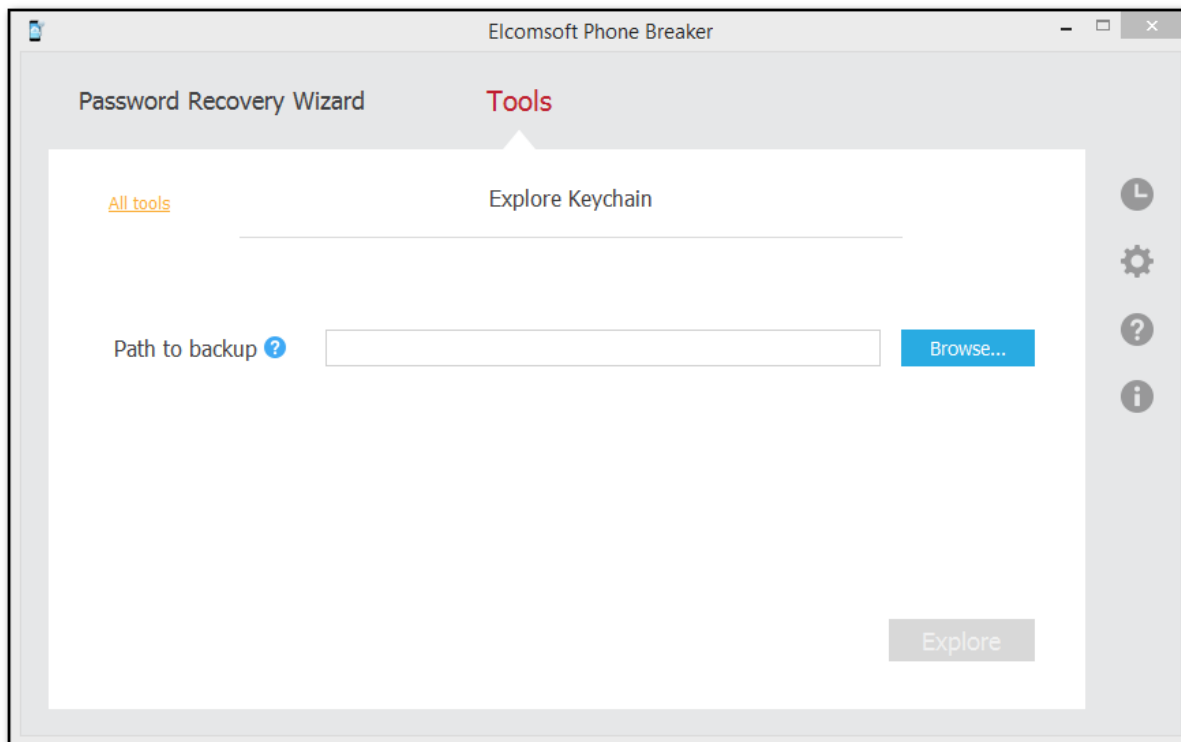 Elcomsoft Phone Breaker
Password Recovery Wizard Tools
All tools Explore Keychain
Path to backup ? Browse...
Explore